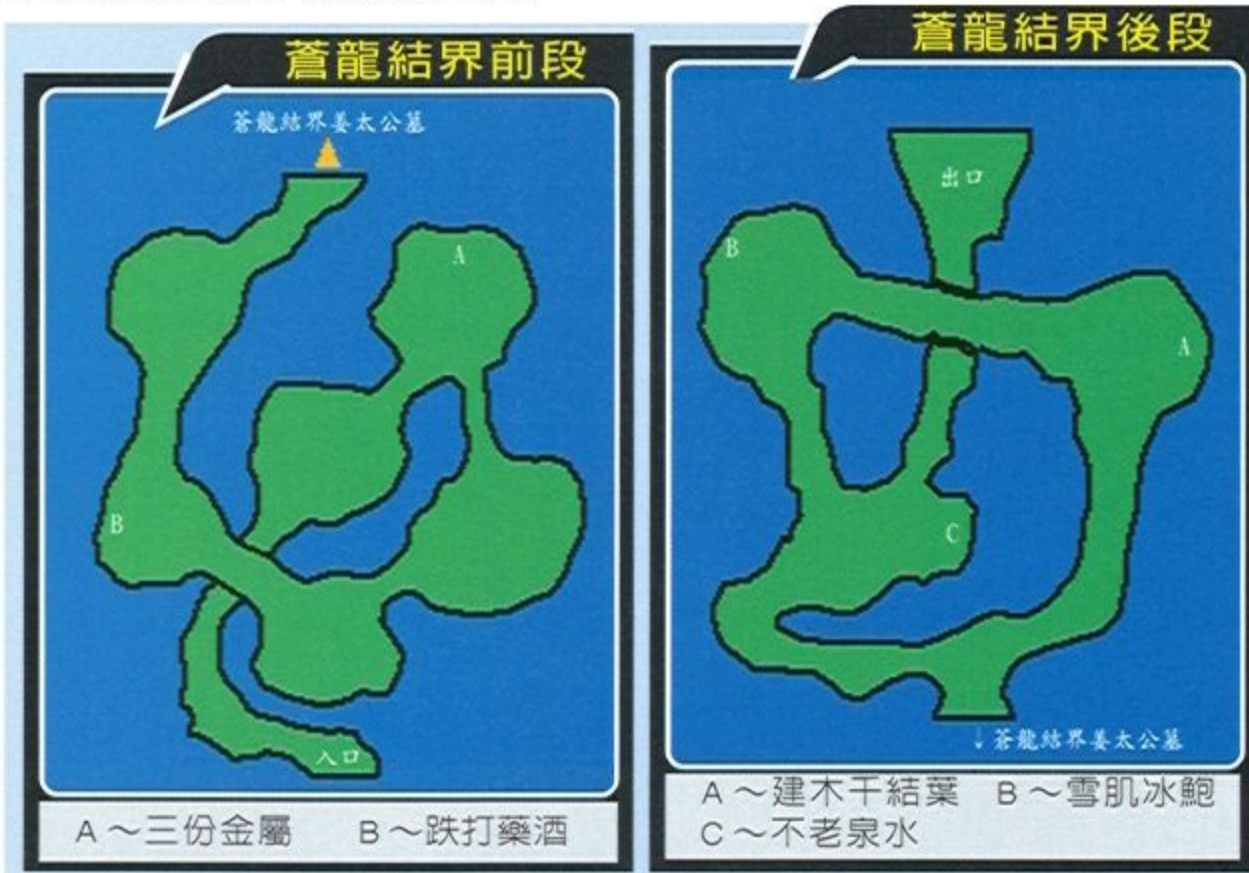 蒼龍結界前段
蒼龍結界姜太公墓
A
B
入口
A～三份金屬 B～跌打藥酒
蒼龍結界後段
出口
B
A
C
↓蒼龍結界姜太公墓
A～建木千結葉 B～雪肌冰鮑
C～不老泉水